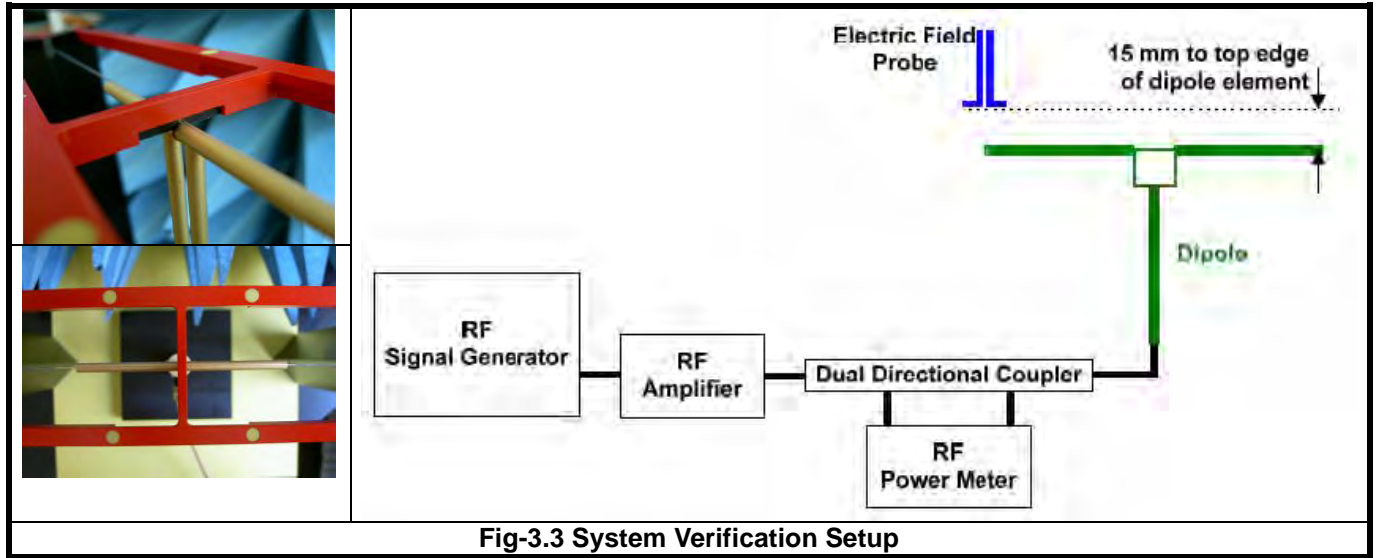 Electric Field
Probe
15 mm to top edge
of dipole element
Dipole
RF
Signal Generator
RF
Amplifier
Dual Directional Coupler
RF
Power Meter
Fig-3.3 System Verification Setup